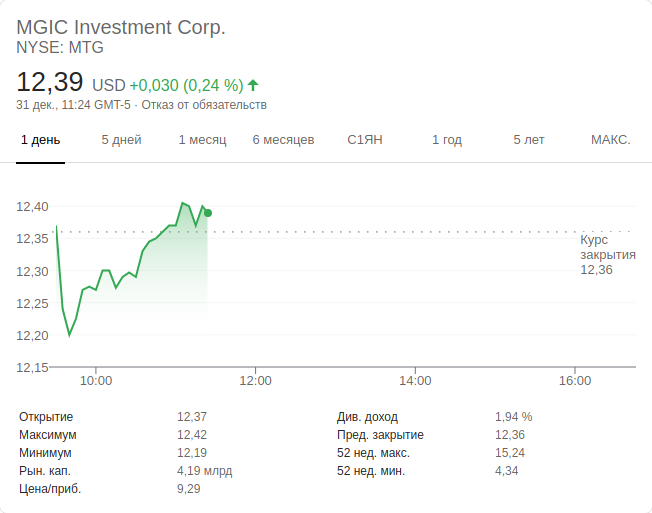 MGIC Investment Corp.
NYSE: MTG
12,39 USD +0,030 (0,24 %)
31 дек., 11:24 GMT-5 · Отказ от обязательств
1 день 5 дней 1 месяц 6 месяцев С1ЯН 1 год 5 лет МАКС.
12,40
12,35
12,30
12,25
12,20
12,15
Курс
закрытия
12,36
10:00 12:00 14:00 16:00
Открытие 12,37 Див. доход 1,94 %
Максимум 12,42 Пред. закрытие 12,36
Минимум 12,19 52 нед. макс. 15,24
Рын. кап. 4,19 млрд 52 нед. мин. 4,34
Цена/приб. 9,29